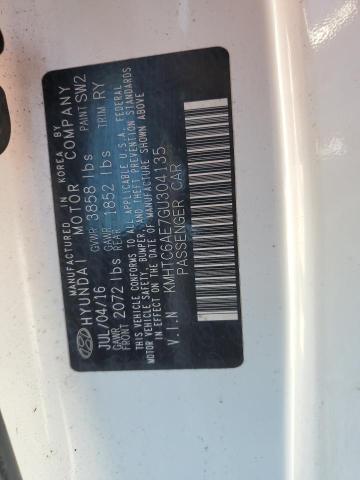 MANUFACTURED IN KOREA BY
HYUNDAI MOTOR COMPANY
JUL/04/16 GVWR 3858 lbs PAINT SW2
GAWR FRONT 2072 lbs GAWR REAR 1852 lbs TRIM RY
THIS VEHICLE CONFORMS TO ALL APPLICABLE U.S.A. FEDERAL
MOTOR VEHICLE SAFETY, BUMPER, AND THEFT PREVENTION STANDARDS
IN EFFECT ON THE DATE OF MANUFACTURE SHOWN ABOVE
V.I.N KMHTC6AE7GU304135
PASSENGER CAR